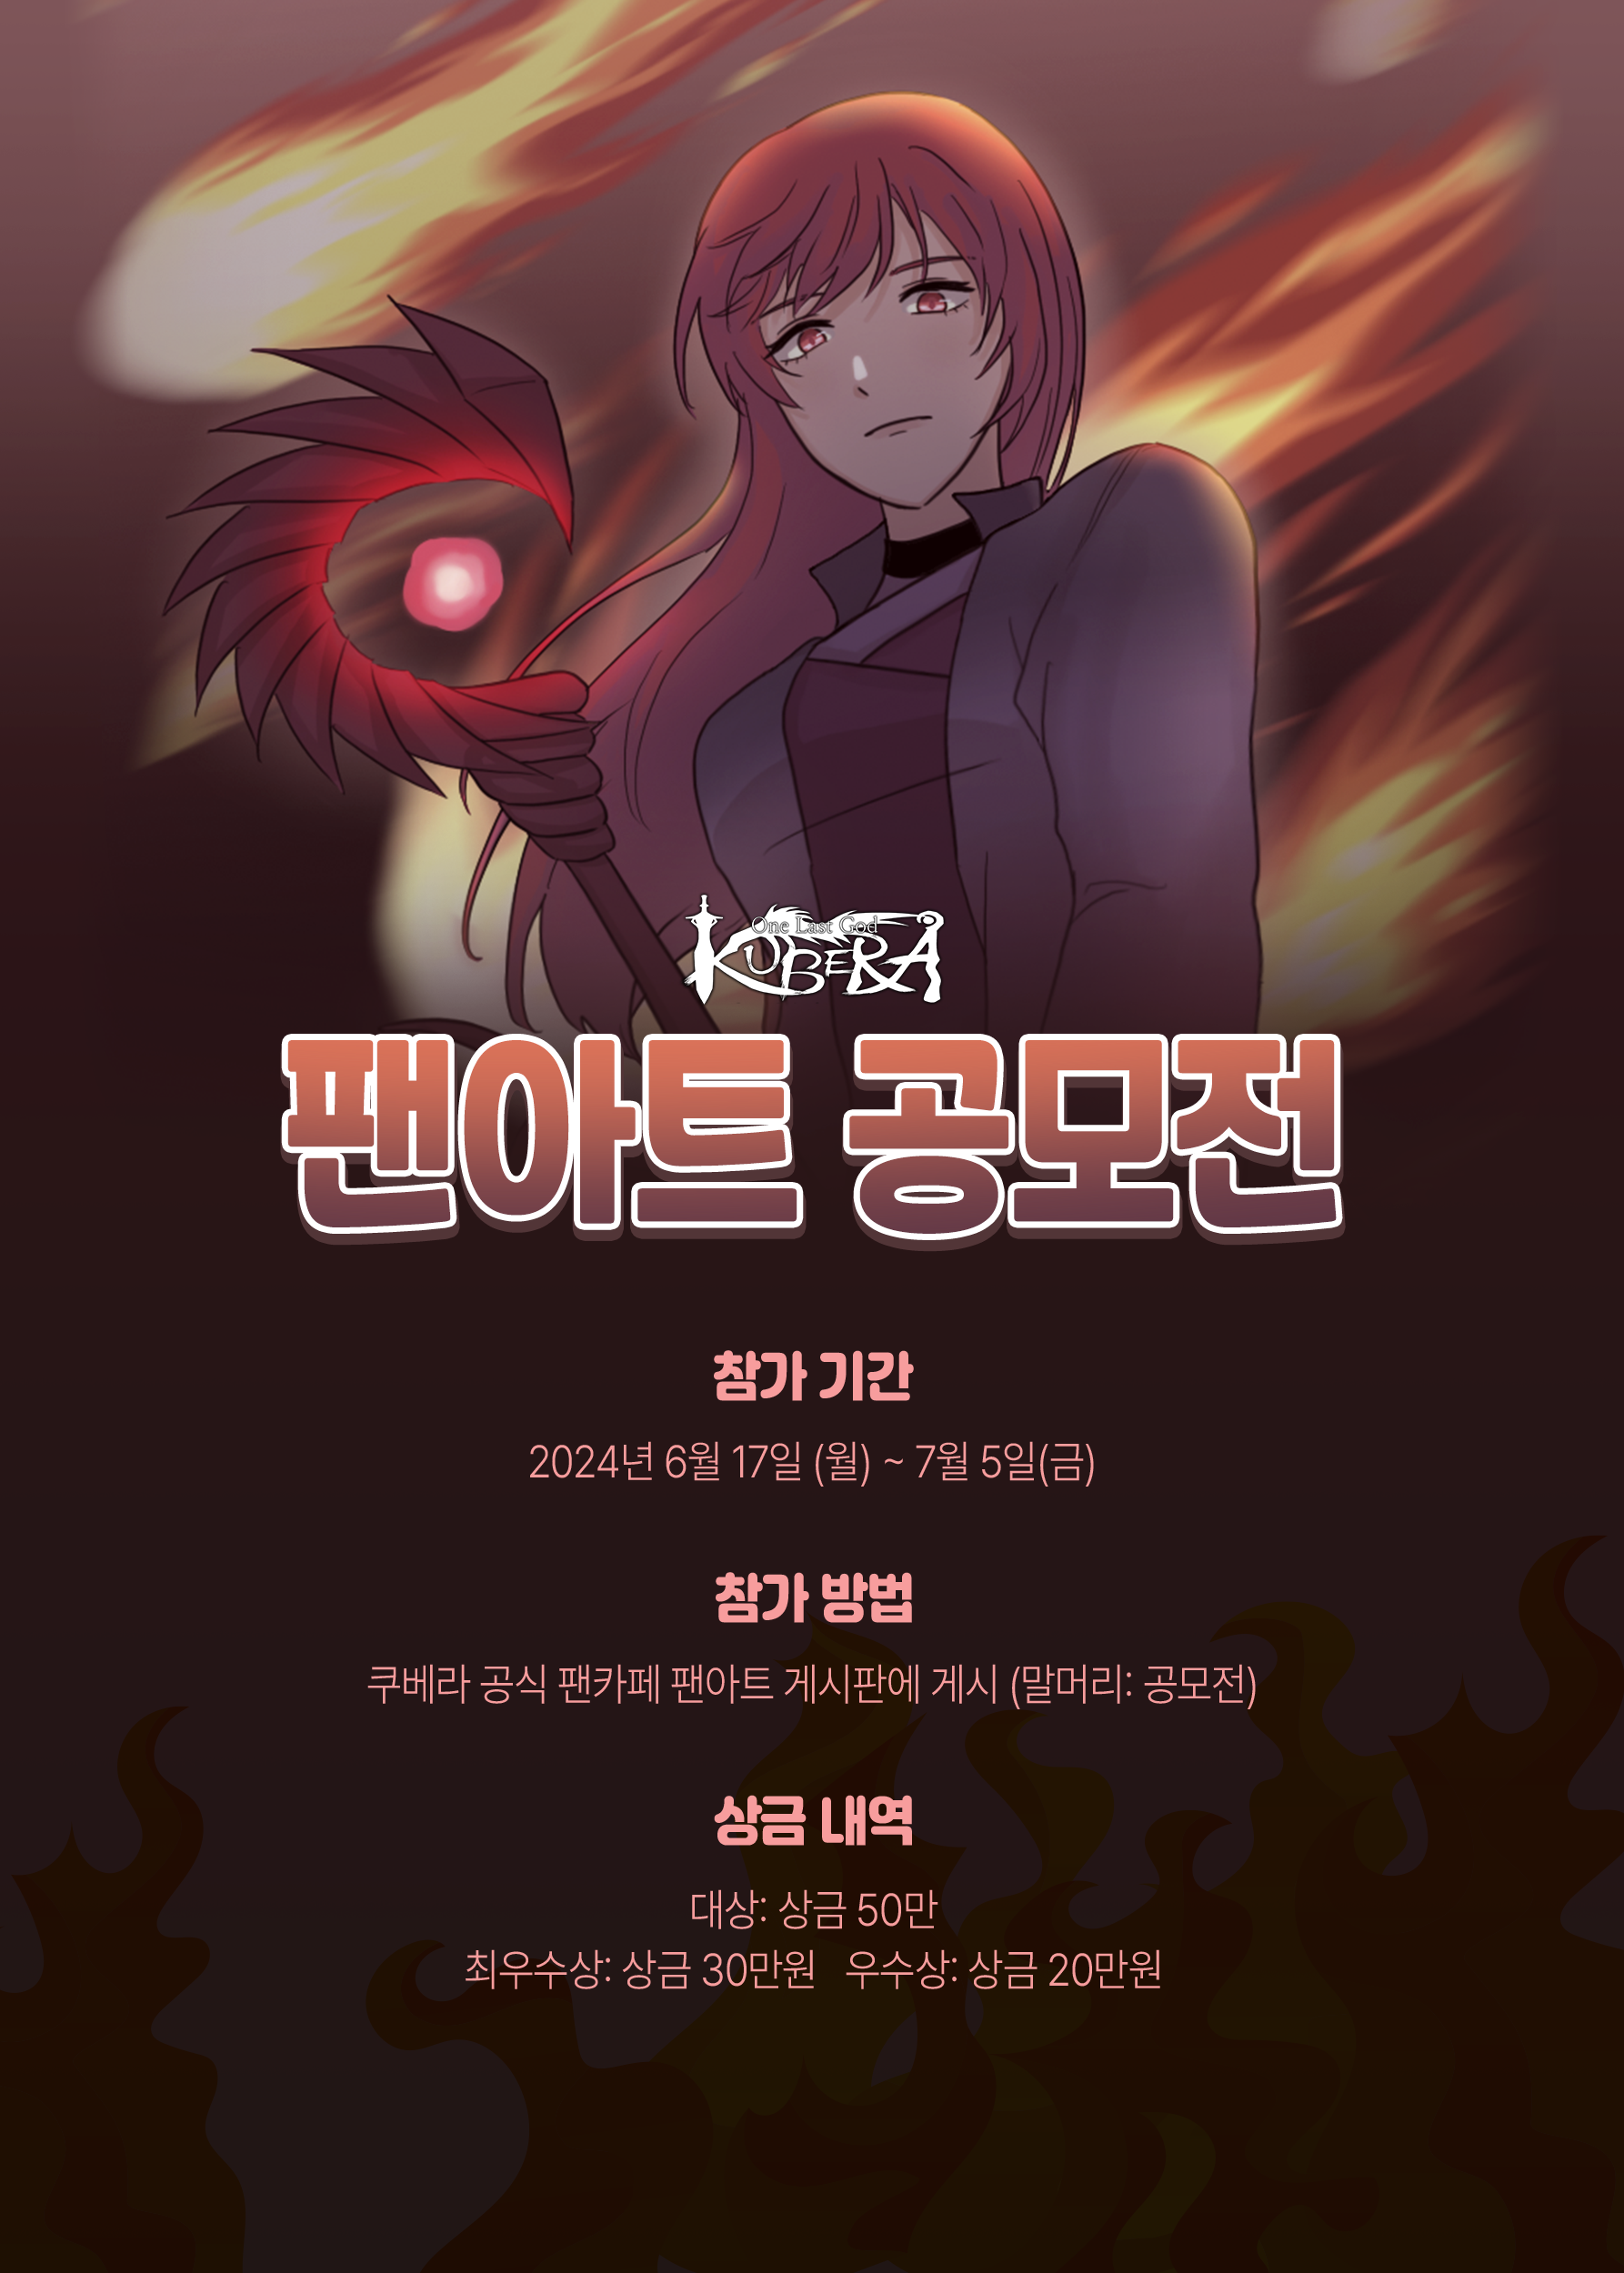 One Last God
KUBERA
팬아트 공모전
참가 기간
2024년 6월 17일 (월) ~ 7월 5일(금)
참가 방법
쿠베라 공식 팬카페 팬아트 게시판에 게시 (말머리: 공모전)
상금 내역
대상: 상금 50만
최우수상: 상금 30만원 우수상: 상금 20만원